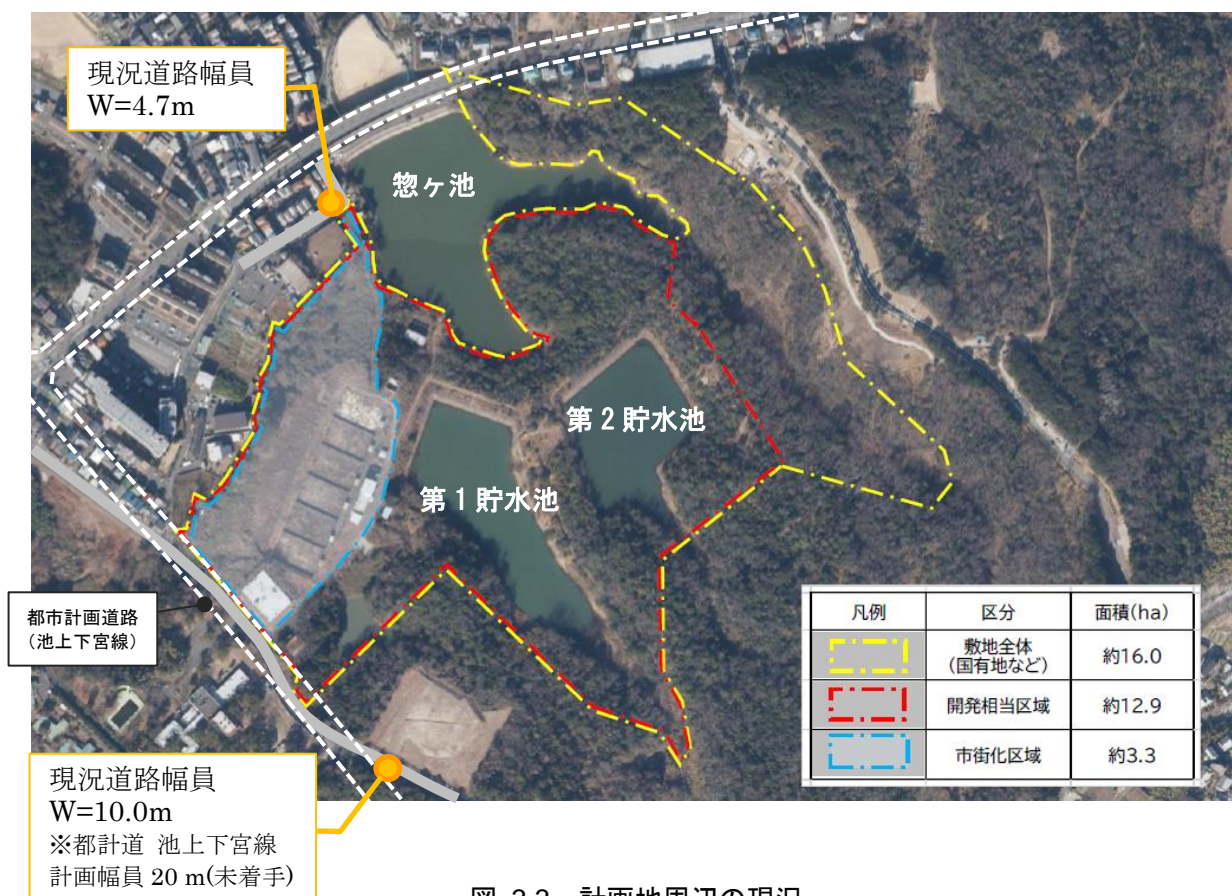 現況道路幅員
W=4.7m
惣ヶ池
第2貯水池
第1貯水池
都市計画道路
(池上下宮線)
凡例 区分 面積(ha)
敷地全体
(国有地など)
約16.0
開発相当区域 約12.9
市街化区域 約3.3
現況道路幅員
W=10.0m
※都計道 池上下宮線
計画幅員 20 m(未着手)